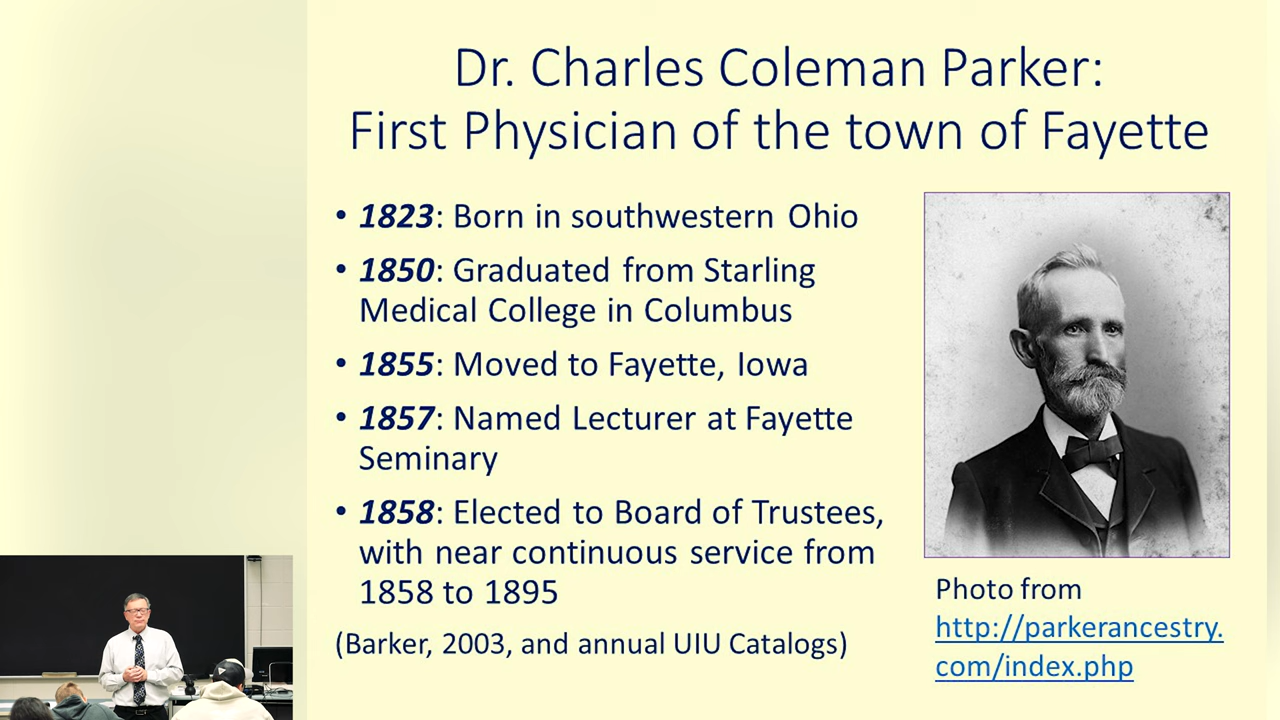 Dr. Charles Coleman Parker:
First Physician of the town of Fayette
• 1823: Born in southwestern Ohio
• 1850: Graduated from Starling
Medical College in Columbus
• 1855: Moved to Fayette, Iowa
• 1857: Named Lecturer at Fayette
Seminary
• 1858: Elected to Board of Trustees,
with near continuous service from
1858 to 1895
(Barker, 2003, and annual UIU Catalogs)
Photo from
http://parkerancestry.
com/index.php